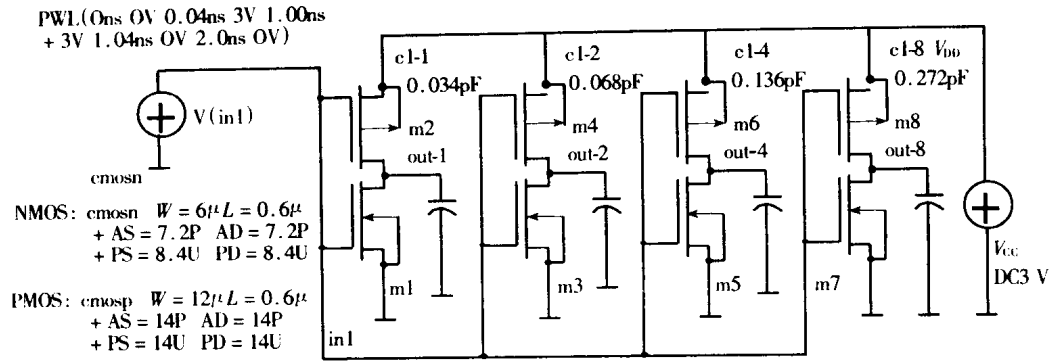 PWL(0ns 0V 0.04ns 3V 1.00ns
+ 3V 1.04ns 0V 2.0ns 0V)
V(in1)
cmosn
NMOS: cmosn W = 6μ L = 0.6μ
+ AS = 7.2P AD = 7.2P
+ PS = 8.4U PD = 8.4U
PMOS: cmosp W = 12μ L = 0.6μ
+ AS = 14P AD = 14P
+ PS = 14U PD = 14U
in1
c1-1
0.034pF
m2
out-1
m1
c1-2
0.068pF
m4
out-2
m3
c1-4
0.136pF
m6
out-4
m5
c1-8 VDD
0.272pF
m8
out-8
m7
VCC
DC3 V